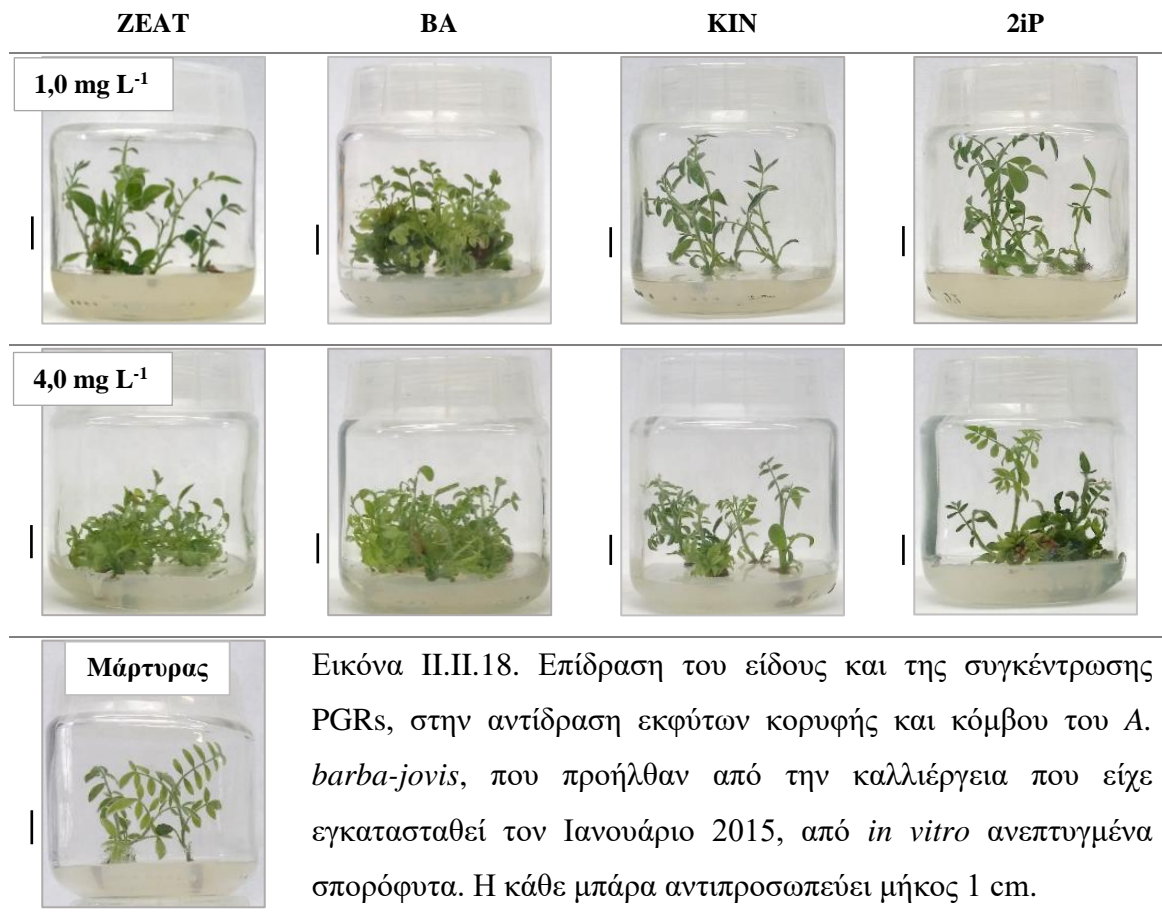 ZEAT BA KIN 2iP
1,0 mg L-1
4,0 mg L-1
Μάρτυρας
Εικόνα ΙΙ.ΙΙ.18. Επίδραση του είδους και της συγκέντρωσης
PGRs, στην αντίδραση εκφύτων κορυφής και κόμβου του A.
barba-jovis, που προήλθαν από την καλλιέργεια που είχε
εγκατασταθεί τον Ιανουάριο 2015, από in vitro ανεπτυγμένα
σπορόφυτα. Η κάθε μπάρα αντιπροσωπεύει μήκος 1 cm.